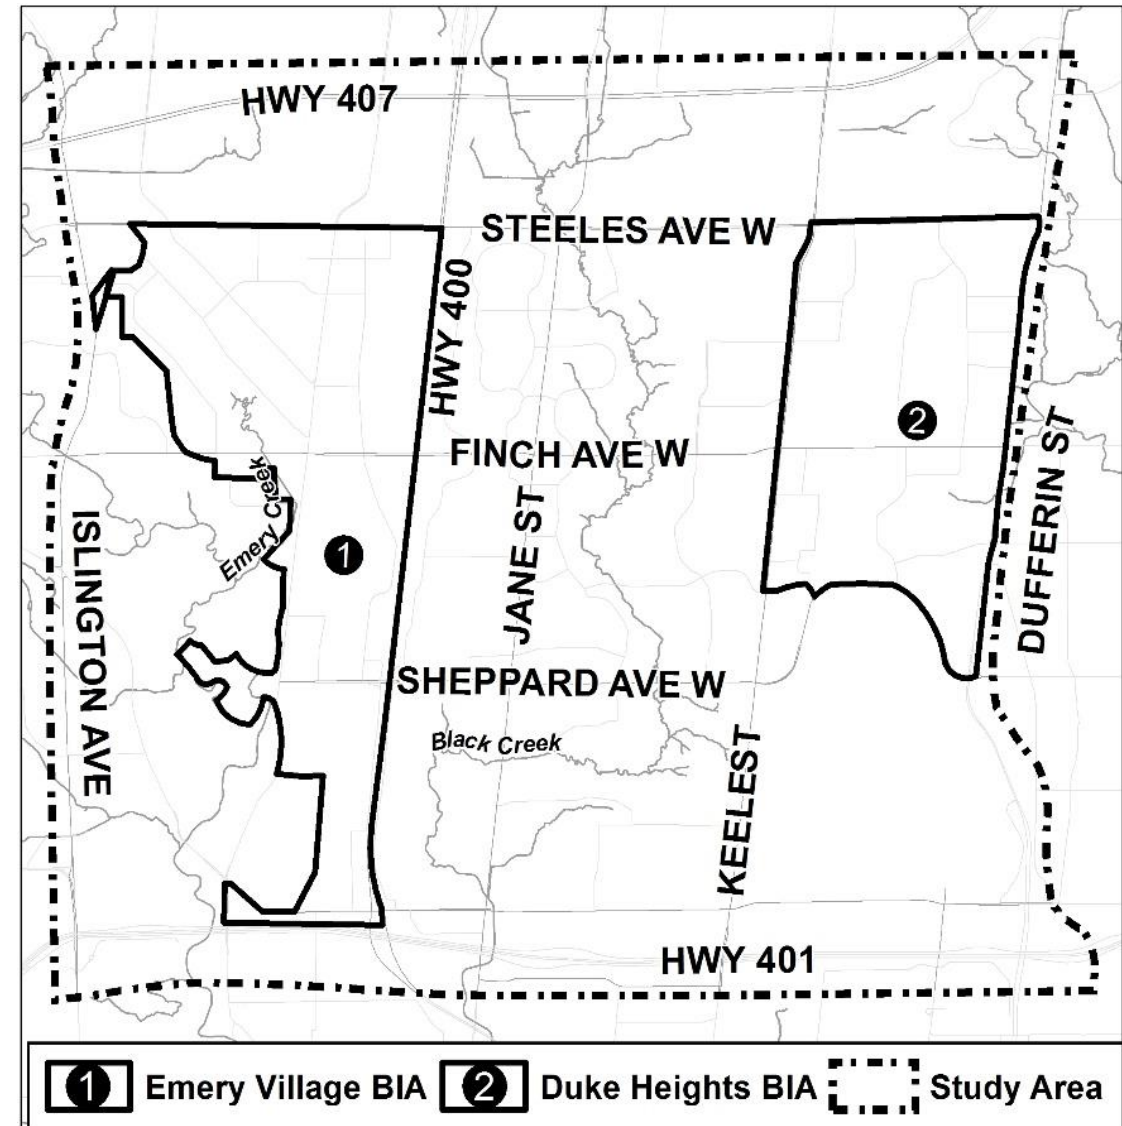 HWY 407
STEELES AVE W
HWY 400
2
FINCH AVE W
Emery Creek
1
ISLINGTON AVE
JANE ST
DUFFERIN ST
SHEPPARD AVE W
Black Creek
KEELEST
HWY 401
1 Emery Village BIA 2 Duke Heights BIA Study Area